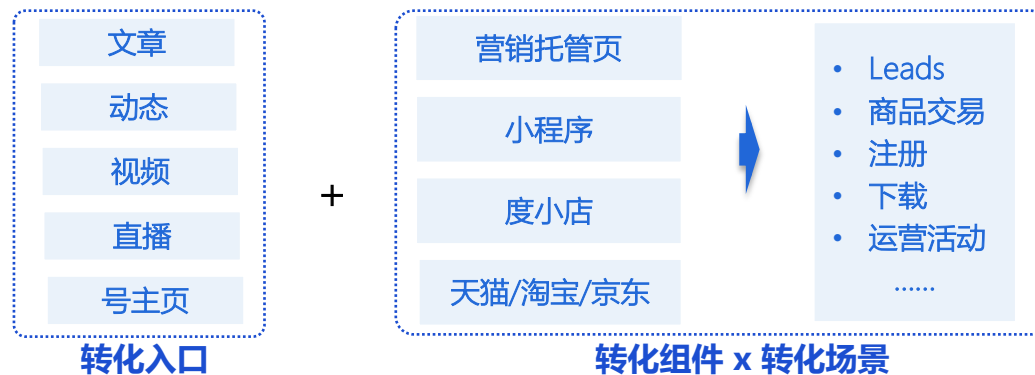 文章
动态
视频
直播
号主页
转化入口
+
营销托管页
小程序
度小店
天猫/淘宝/京东
• Leads
• 商品交易
• 注册
• 下载
• 运营活动
……
转化组件 x 转化场景